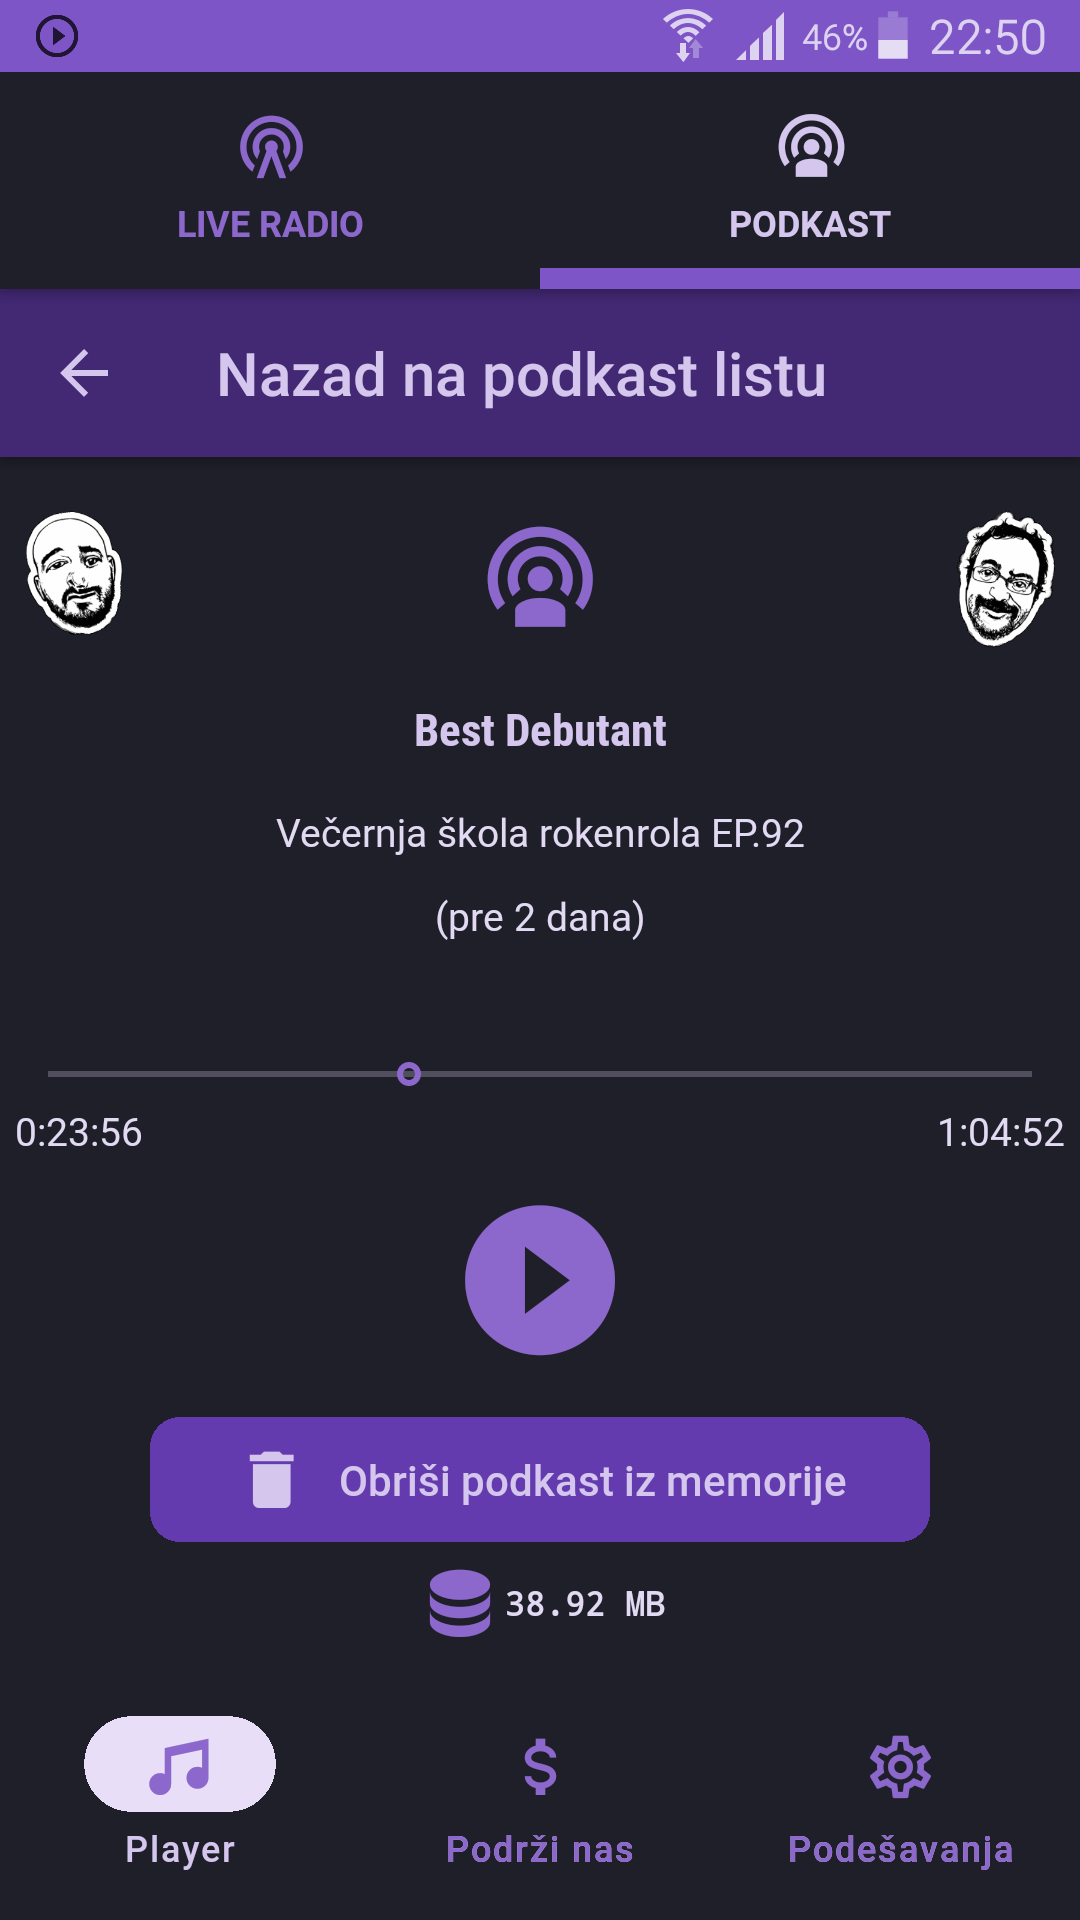 46% 22:50
LIVE RADIO PODKAST
Nazad na podkast listu
Best Debutant
Večernja škola rokenrola EP.92
(pre 2 dana)
0:23:56 1:04:52
Obriši podkast iz memorije
38.92 MB
Player Podrži nas Podešavanja